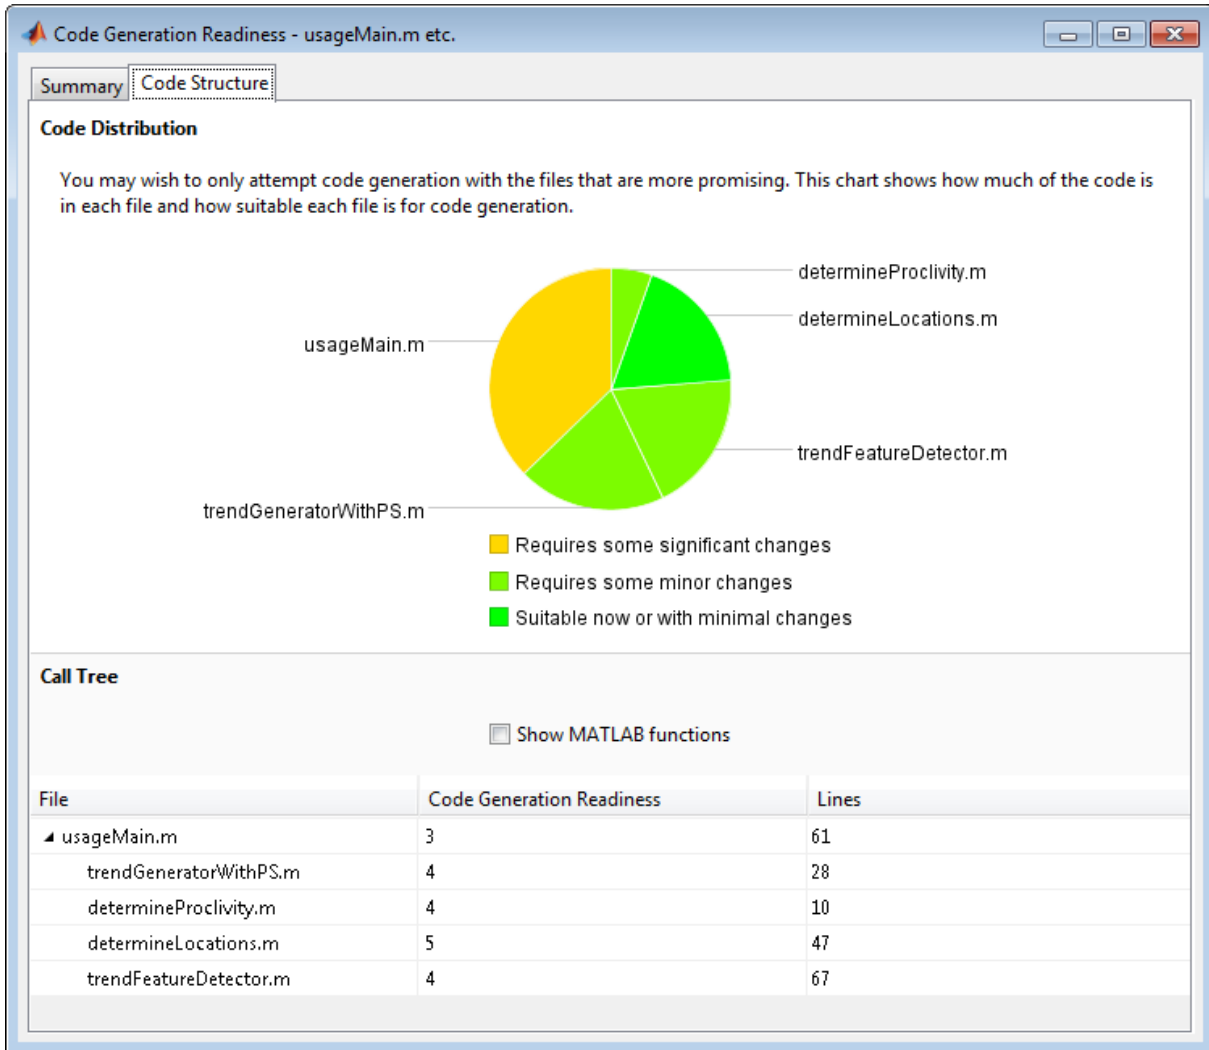 Code Generation Readiness - usageMain.m etc.
Summary Code Structure
Code Distribution
You may wish to only attempt code generation with the files that are more promising. This chart shows how much of the code is
in each file and how suitable each file is for code generation.
determineProclivity.m
determineLocations.m
usageMain.m
trendFeatureDetector.m
trendGeneratorWithPS.m
Requires some significant changes
Requires some minor changes
Suitable now or with minimal changes
Call Tree
Show MATLAB functions
File Code Generation Readiness Lines
usageMain.m 3 61
trendGeneratorWithPS.m 4 28
determineProclivity.m 4 10
determineLocations.m 5 47
trendFeatureDetector.m 4 67